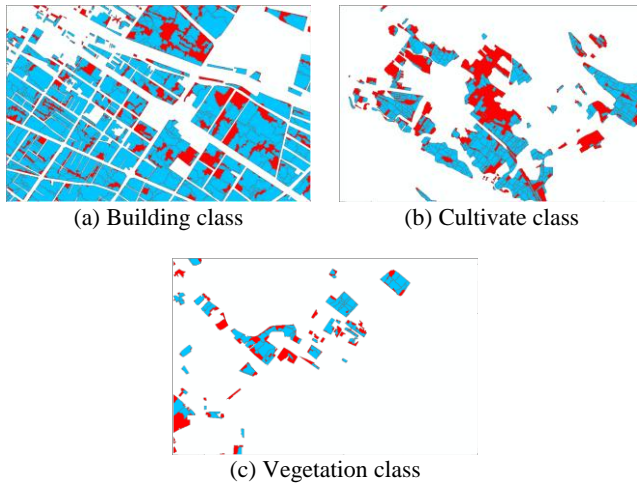 (a) Building class
(b) Cultivate class
(c) Vegetation class